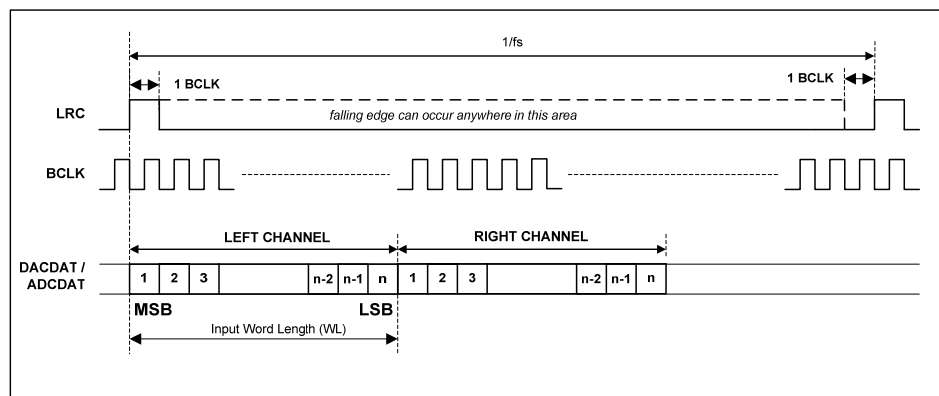 1/fs
1 BCLK
1 BCLK
LRC
falling edge can occur anywhere in this area
BCLK
LEFT CHANNEL
RIGHT CHANNEL
DACDAT /
ADCDAT
1 2 3 n-2 n-1 n 1 2 3 n-2 n-1 n
MSB
LSB
Input Word Length (WL)